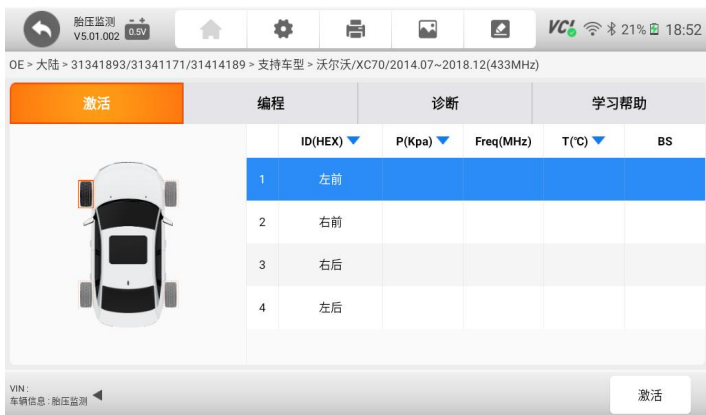 胎压监测
V5.01.002
0.5V
VCI
21%
18:52
OE > 大陆 > 31341893/31341171/31414189 > 支持车型 > 沃尔沃/XC70/2014.07~2018.12(433MHz)
激活 编程 诊断 学习帮助
ID(HEX) P(Kpa) Freq(MHz) T(℃) BS
1 左前
2 右前
3 右后
4 左后
VIN :
车辆信息 : 胎压监测
激活